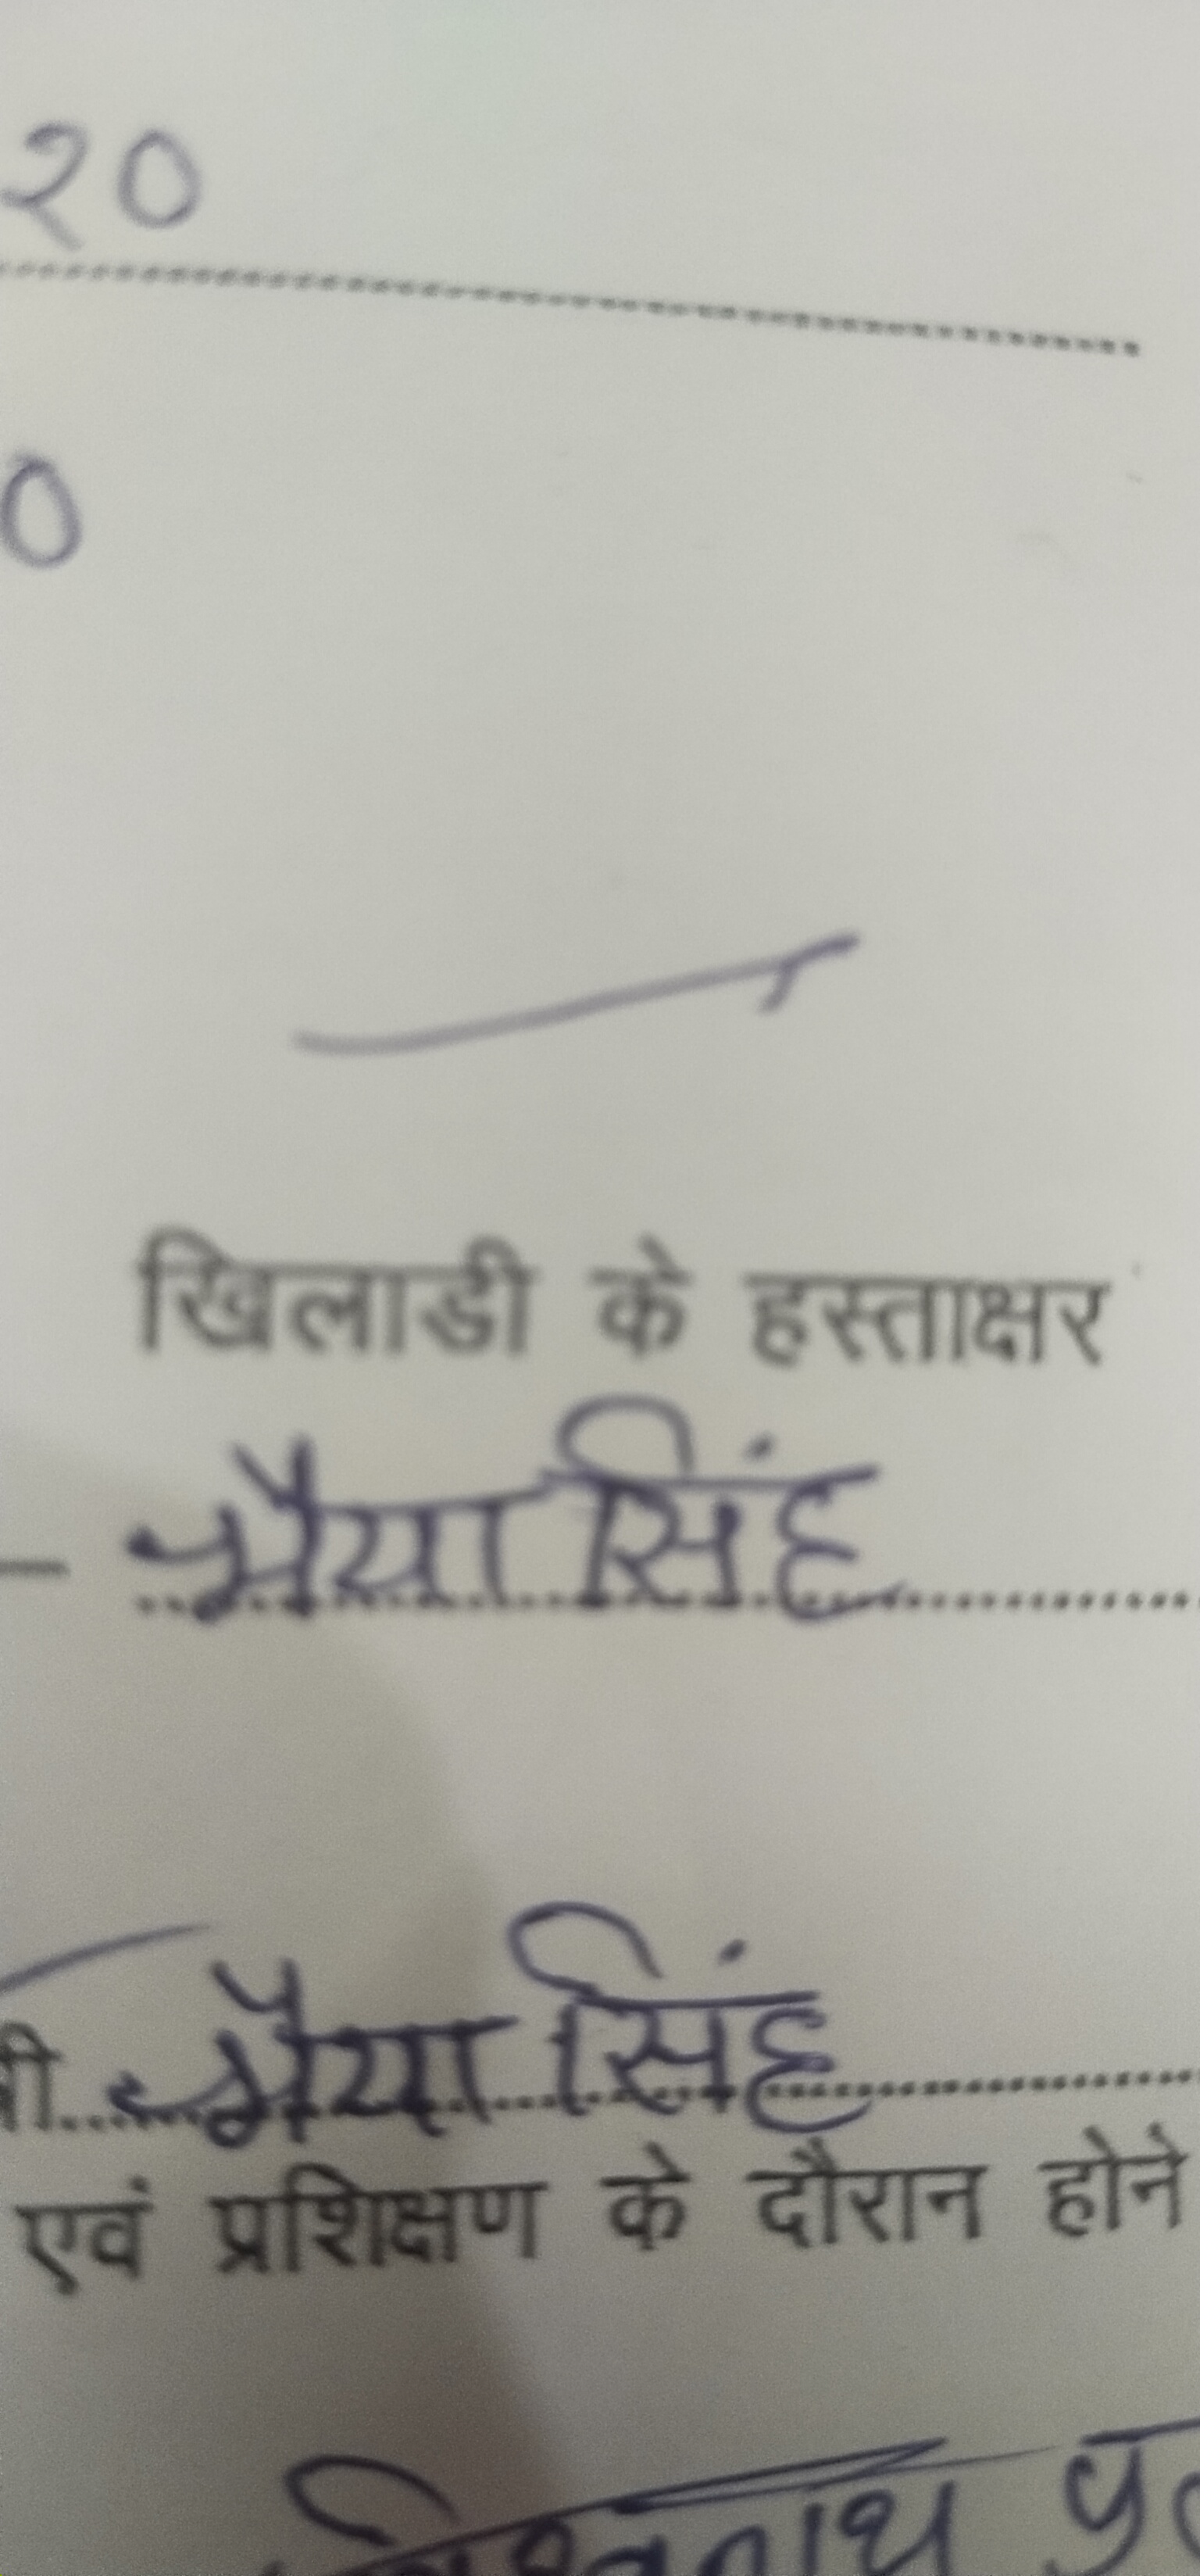 20
0
खिलाडी के हस्ताक्षर
भैया सिंह
भैया सिंह
एवं प्रशिक्षण के दौरान होने